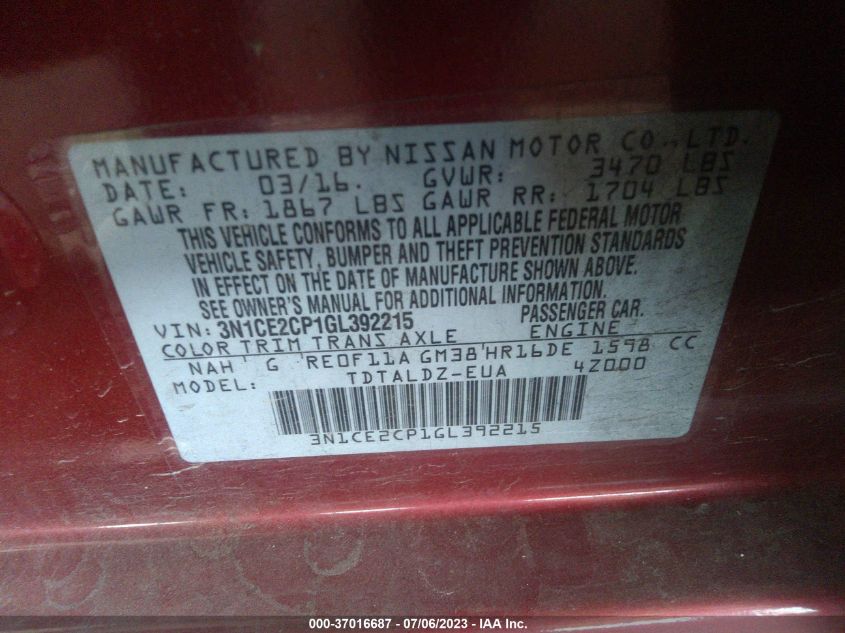 MANUFACTURED BY NISSAN MOTOR CO., LTD.
DATE: 03/16. GVWR: 3470 LBS
GAWR FR: 1867 LBS GAWR RR: 1704 LBS
THIS VEHICLE CONFORMS TO ALL APPLICABLE FEDERAL MOTOR
VEHICLE SAFETY, BUMPER AND THEFT PREVENTION STANDARDS
IN EFFECT ON THE DATE OF MANUFACTURE SHOWN ABOVE.
SEE OWNER'S MANUAL FOR ADDITIONAL INFORMATION.
VIN: 3N1CE2CP1GL392215 PASSENGER CAR.
COLOR TRIM TRANS AXLE ENGINE
NAH G RE0F11A GM38 HR16DE 1598 CC
MODEL: TDTALDZ-EUA 4Z000
3N1CE2CP1GL392215
000-37016687 - 07/06/2023 - IAA Inc.